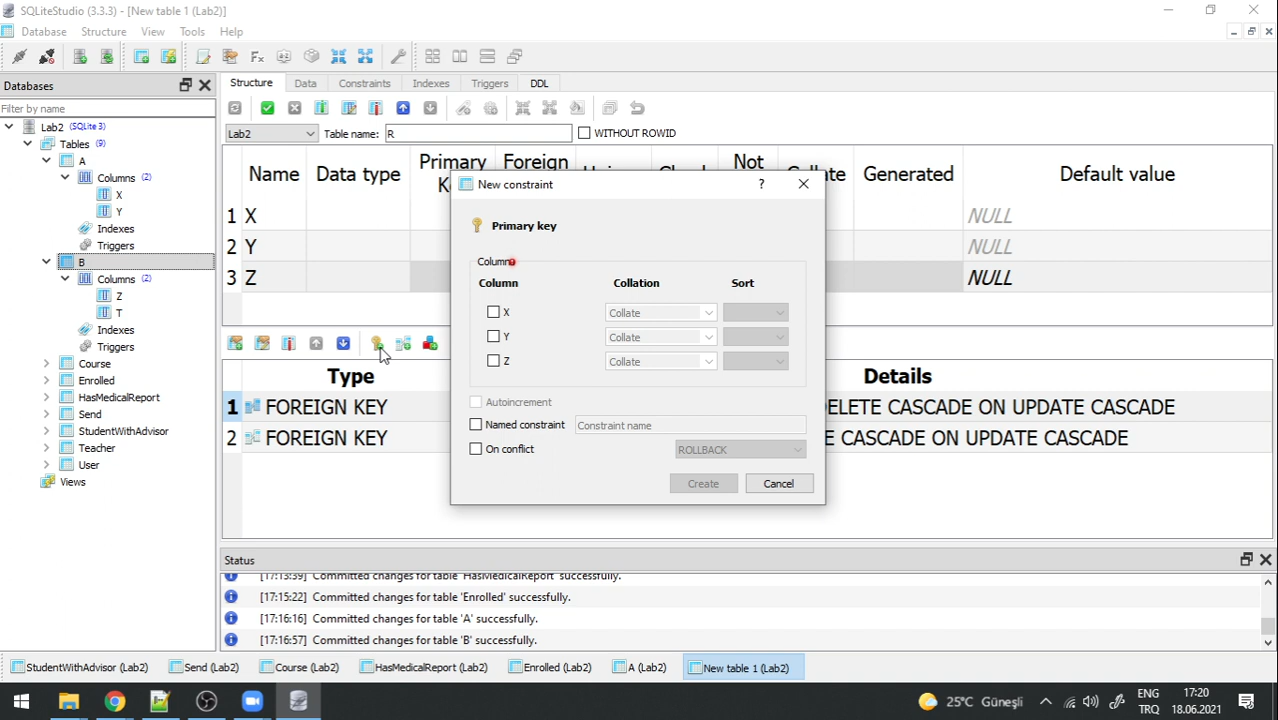 SQLiteStudio (3.3.3) - [New table 1 (Lab2)]
Database Structure View Tools Help
Databases
Filter by name
Lab2 (SQLite 3)
Tables (9)
A
Columns (2)
X
Y
Indexes
Triggers
B
Columns (2)
Z
T
Indexes
Triggers
Course
Enrolled
HasMedicalReport
Send
StudentWithAdvisor
Teacher
User
Views
Structure Data Constraints Indexes Triggers DDL
Lab2 Table name: R WITHOUT ROWID
Name Data type Primary Foreign Not Generated Default value
1 X NULL
2 Y NULL
3 Z NULL
New constraint ?
Primary key
Columns
Column Collation Sort
X Collate
Y Collate
Z Collate
Autoincrement
Named constraint Constraint name
On conflict ROLLBACK
Create Cancel
Type Details
1 FOREIGN KEY ELETE CASCADE ON UPDATE CASCADE
2 FOREIGN KEY E CASCADE ON UPDATE CASCADE
Status
[17:13:59] Committed changes for table 'HasMedicalReport' successfully.
[17:15:22] Committed changes for table 'Enrolled' successfully.
[17:16:16] Committed changes for table 'A' successfully.
[17:16:57] Committed changes for table 'B' successfully.
StudentWithAdvisor (Lab2) Send (Lab2) Course (Lab2) HasMedicalReport (Lab2) Enrolled (Lab2) A (Lab2) New table 1 (Lab2)
25°C Güneşli ENG 17:20
TRQ 18.06.2021